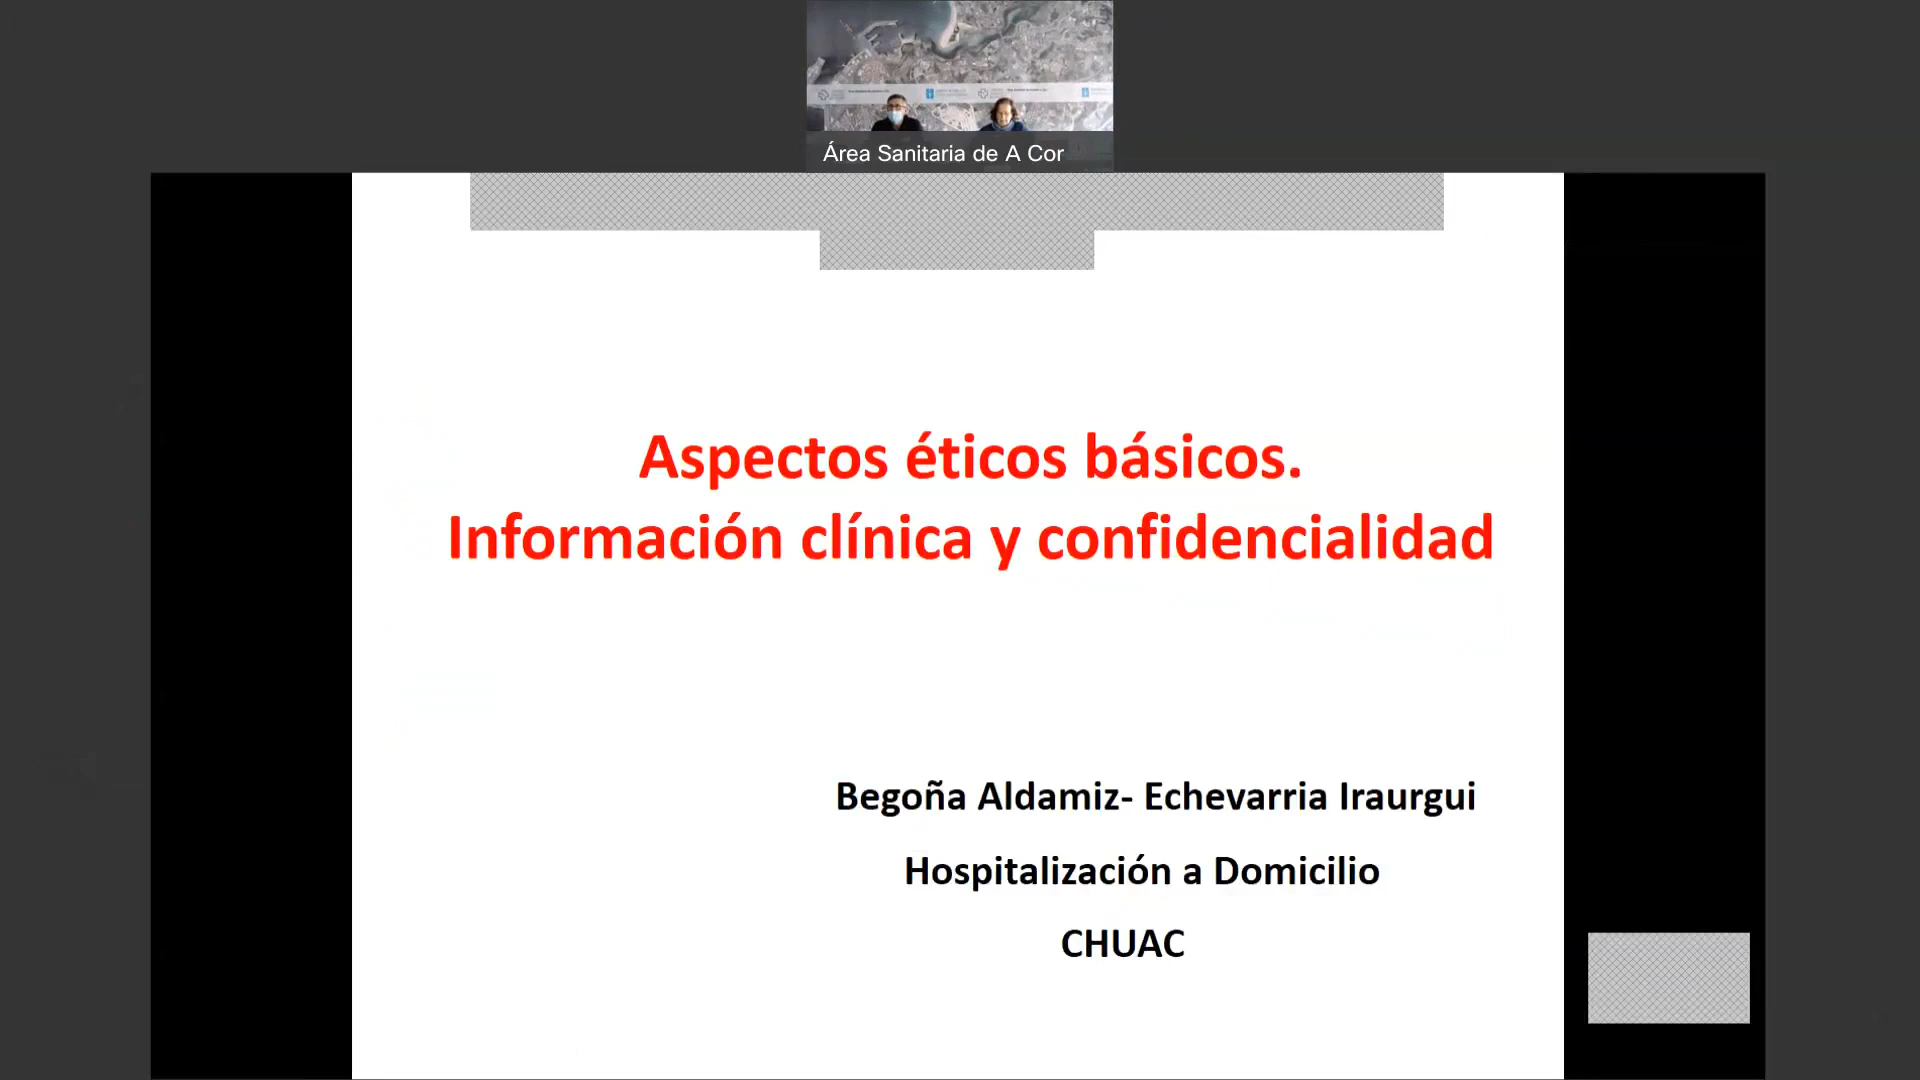 Área Sanitaria de A Cor
Aspectos éticos básicos.
Información clínica y confidencialidad
Begoña Aldamiz- Echevarria Iraurgui
Hospitalización a Domicilio
CHUAC